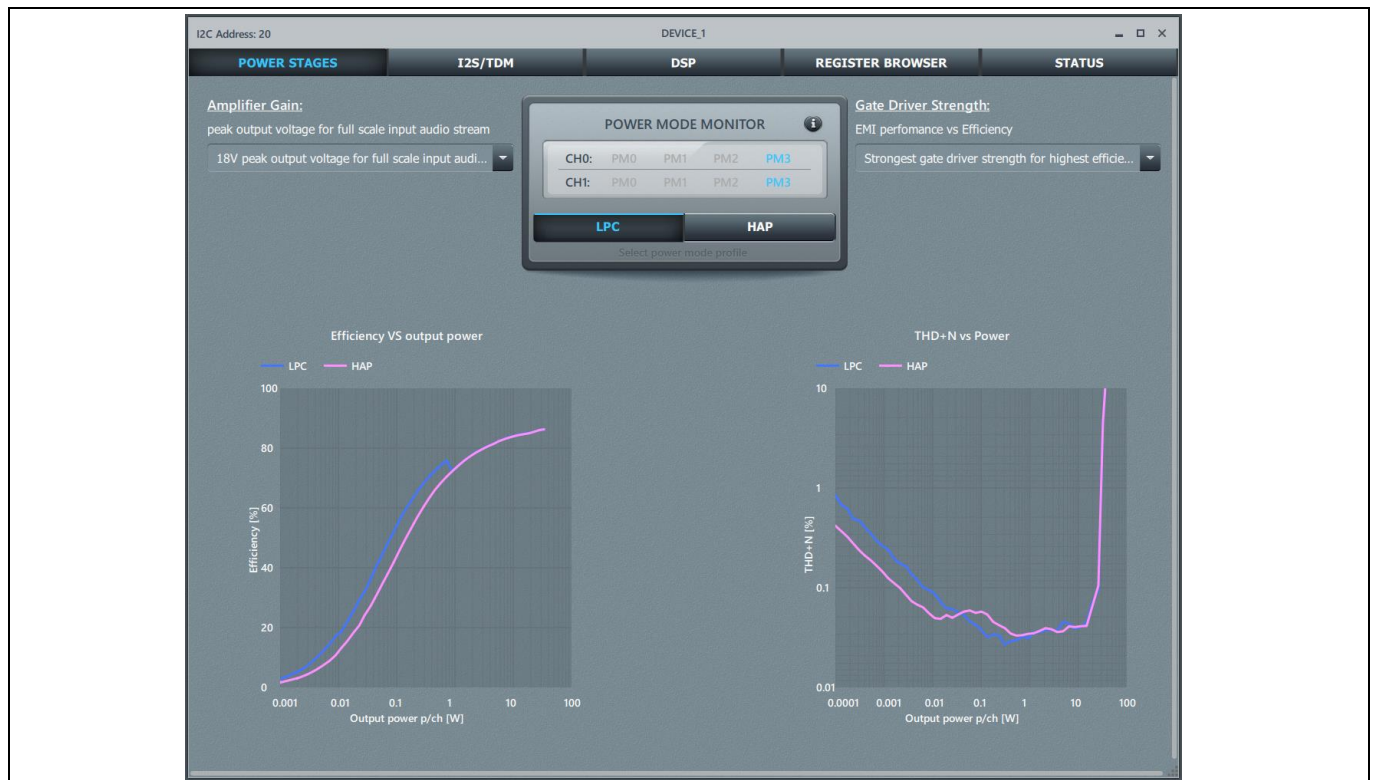 I2C Address: 20
DEVICE_1
POWER STAGES
I2S/TDM
DSP
REGISTER BROWSER
STATUS
Amplifier Gain:
peak output voltage for full scale input audio stream
18V peak output voltage for full scale input audi...
POWER MODE MONITOR
i
CH0: PM0 PM1 PM2 PM3
CH1: PM0 PM1 PM2 PM3
LPC
HAP
Select power mode profile
Gate Driver Strength:
EMI perfomance vs Efficiency
Strongest gate driver strength for highest efficie...
Efficiency VS output power
LPC HAP
100
80
60
40
20
0
Efficiency [%]
0.001 0.01 0.1 1 10 100
Output power p/ch [W]
THD+N vs Power
LPC HAP
10
1
0.1
0.01
THD+N [%]
0.0001 0.001 0.01 0.1 1 10 100
Output power p/ch [W]